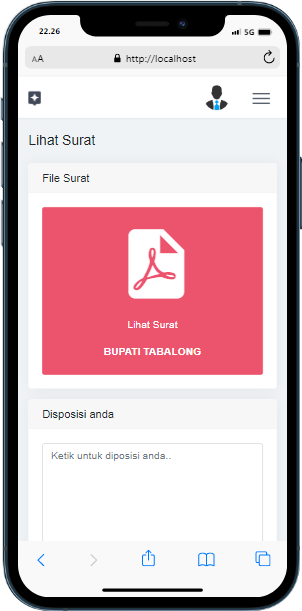 22.26
5G
AA
http://localhost
Lihat Surat
File Surat
Lihat Surat
BUPATI TABALONG
Disposisi anda
Ketik untuk diposisi anda..